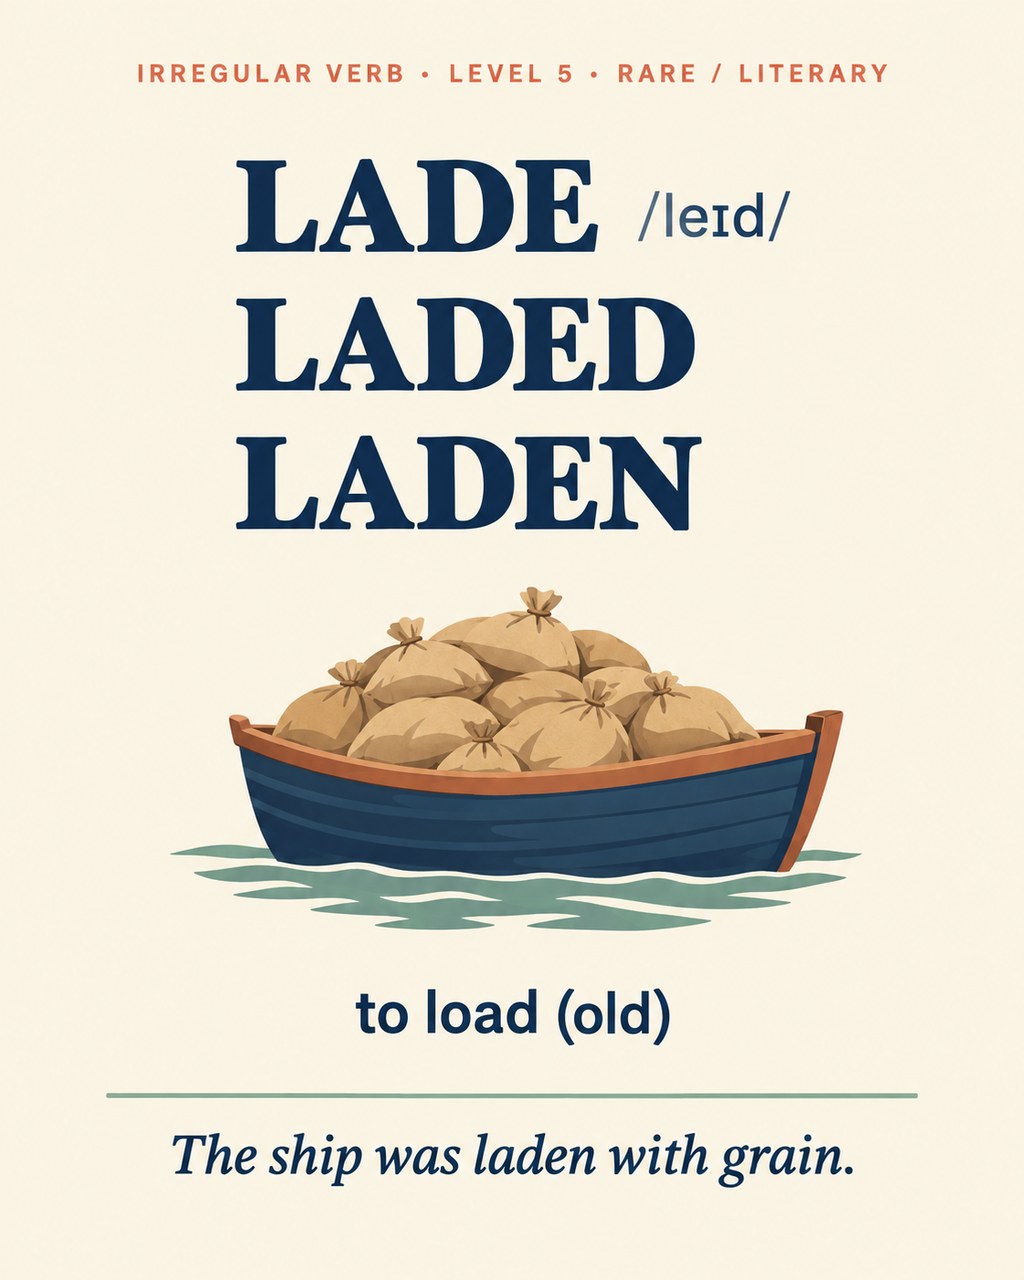 IRREGULAR VERB • LEVEL 5 • RARE / LITERARY
LADE /leɪd/
LADED
LADEN
to load (old)
The ship was laden with grain.